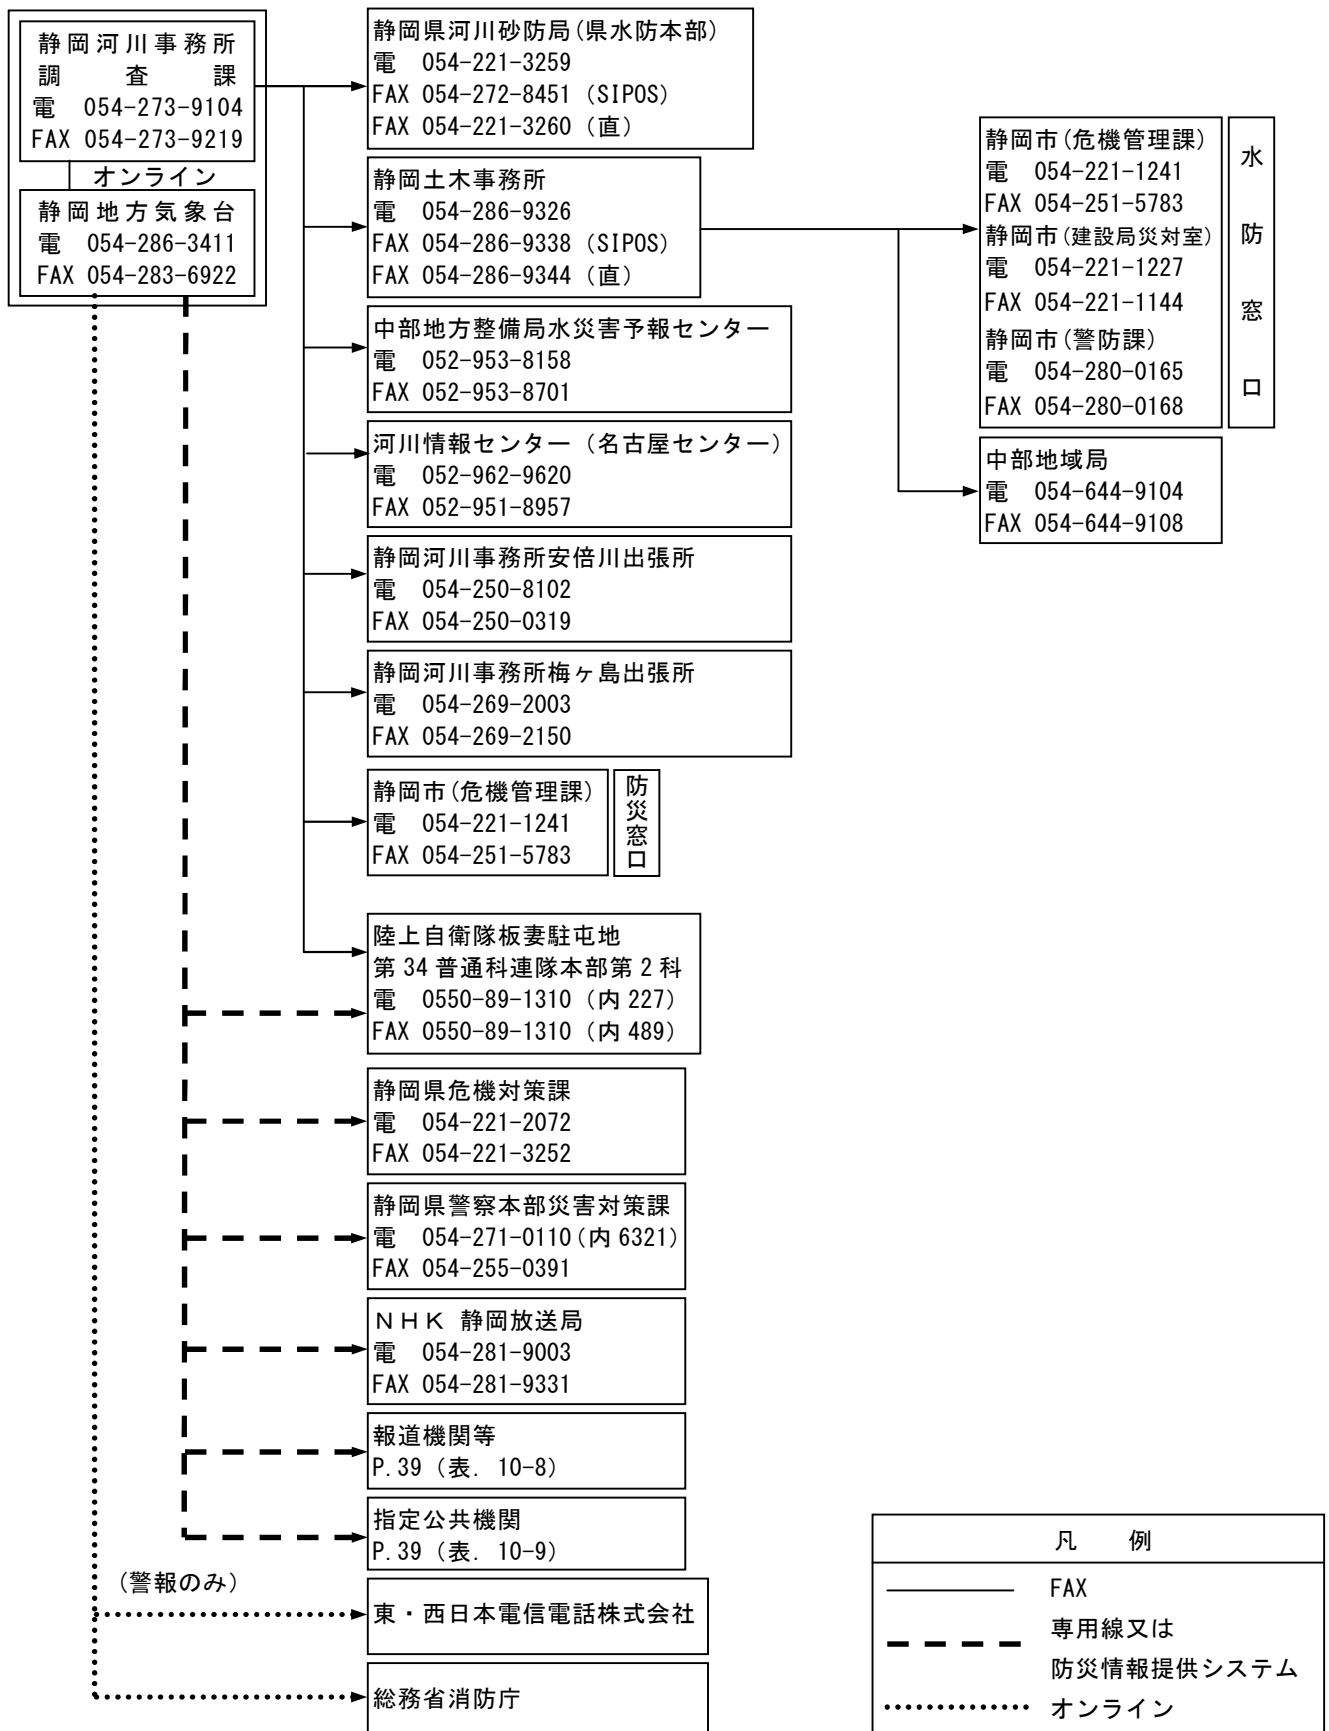 静岡河川事務所
調査課
電 054-273-9104
FAX 054-273-9219
オンライン
静岡地方気象台
電 054-286-3411
FAX 054-283-6922
静岡県河川砂防局(県水防本部)
電 054-221-3259
FAX 054-272-8451（SIPOS）
FAX 054-221-3260（直）
静岡土木事務所
電 054-286-9326
FAX 054-286-9338（SIPOS）
FAX 054-286-9344（直）
中部地方整備局水災害予報センター
電 052-953-8158
FAX 052-953-8701
河川情報センター（名古屋センター）
電 052-962-9620
FAX 052-951-8957
静岡河川事務所安倍川出張所
電 054-250-8102
FAX 054-250-0319
静岡河川事務所梅ヶ島出張所
電 054-269-2003
FAX 054-269-2150
静岡市(危機管理課)
電 054-221-1241
FAX 054-251-5783
防災窓口
陸上自衛隊板妻駐屯地
第34普通科連隊本部第2科
電 0550-89-1310（内227）
FAX 0550-89-1310（内489）
静岡県危機対策課
電 054-221-2072
FAX 054-221-3252
静岡県警察本部災害対策課
電 054-271-0110(内6321)
FAX 054-255-0391
ＮＨＫ 静岡放送局
電 054-281-9003
FAX 054-281-9331
報道機関等
P.39（表. 10-8）
指定公共機関
P.39（表. 10-9）
(警報のみ)
東・西日本電信電話株式会社
総務省消防庁
静岡市(危機管理課)
電 054-221-1241
FAX 054-251-5783
静岡市(建設局災対室)
電 054-221-1227
FAX 054-221-1144
静岡市(警防課)
電 054-280-0165
FAX 054-280-0168
水防窓口
中部地域局
電 054-644-9104
FAX 054-644-9108
凡例
FAX
専用線又は
防災情報提供システム
オンライン